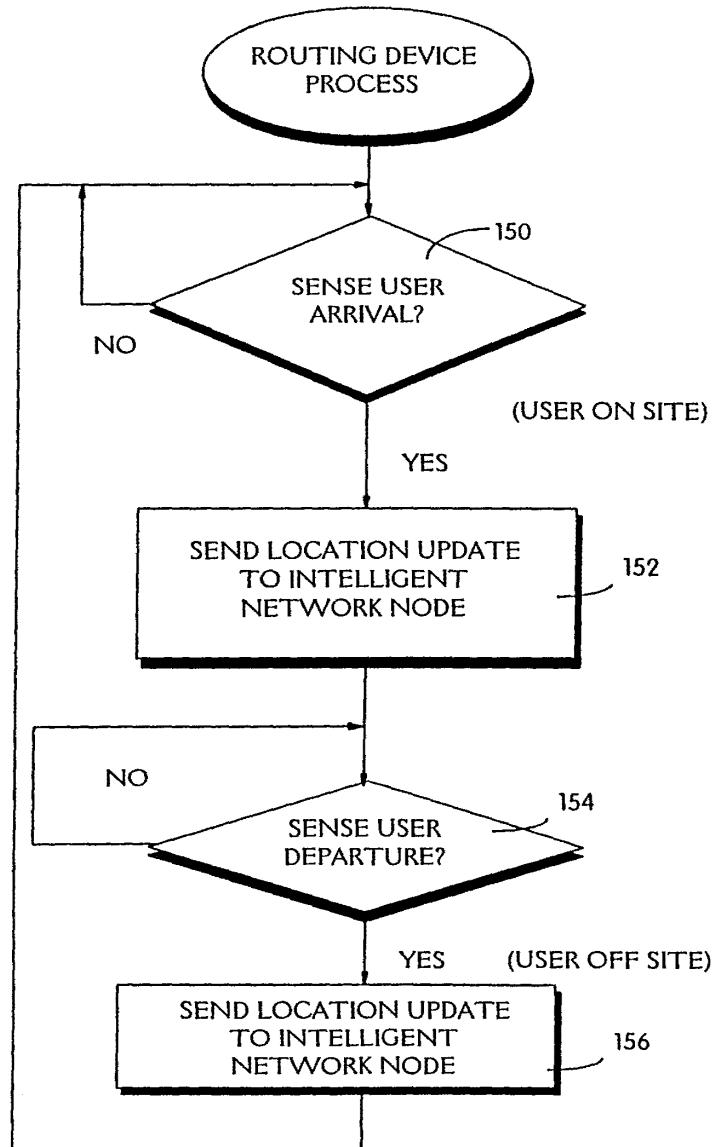 ROUTING DEVICE
PROCESS
150
SENSE USER
ARRIVAL?
NO
(USER ON SITE)
YES
SEND LOCATION UPDATE
TO INTELLIGENT
NETWORK NODE
152
NO
154
SENSE USER
DEPARTURE?
YES
(USER OFF SITE)
SEND LOCATION UPDATE
TO INTELLIGENT
NETWORK NODE
156